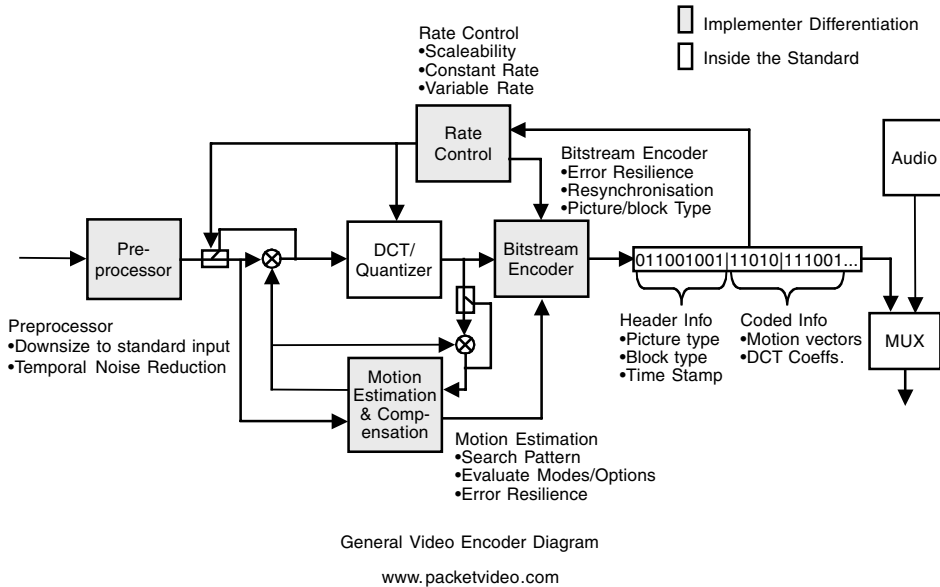 Implementer Differentiation
Inside the Standard
Rate Control
•Scaleability
•Constant Rate
•Variable Rate
Rate
Control
Audio
Bitstream Encoder
•Error Resilience
•Resynchronisation
•Picture/block Type
Pre-
processor
DCT/
Quantizer
Bitstream
Encoder
011001001|11010|111001...
Preprocessor
•Downsize to standard input
•Temporal Noise Reduction
Header Info
•Picture type
•Block type
•Time Stamp
Coded Info
•Motion vectors
•DCT Coeffs.
MUX
Motion
Estimation
& Comp-
ensation
Motion Estimation
•Search Pattern
•Evaluate Modes/Options
•Error Resilience
General Video Encoder Diagram
www.packetvideo.com